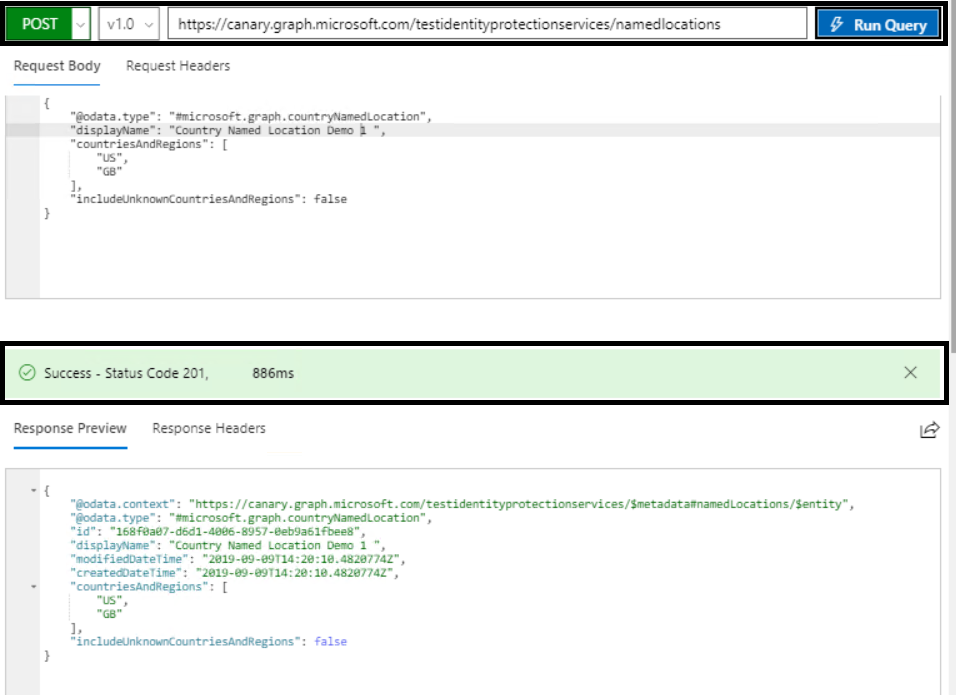 POST v1.0 https://canary.graph.microsoft.com/testidentityprotectionservices/namedlocations Run Query
Request Body Request Headers
{
"@odata.type": "#microsoft.graph.countryNamedLocation",
"displayName": "Country Named Location Demo 1 ",
"countriesAndRegions": [
"US",
"GB"
],
"includeUnknownCountriesAndRegions": false
}
Success - Status Code 201, 886ms
Response Preview Response Headers
{
"@odata.context": "https://canary.graph.microsoft.com/testidentityprotectionservices/$metadata#namedLocations/$entity",
"@odata.type": "#microsoft.graph.countryNamedLocation",
"id": "168f0a07-d6d1-4006-8957-0eb9a61fbee8",
"displayName": "Country Named Location Demo 1 ",
"modifiedDateTime": "2019-09-09T14:20:10.4820774Z",
"createdDateTime": "2019-09-09T14:20:10.4820774Z",
"countriesAndRegions": [
"US",
"GB"
],
"includeUnknownCountriesAndRegions": false
}